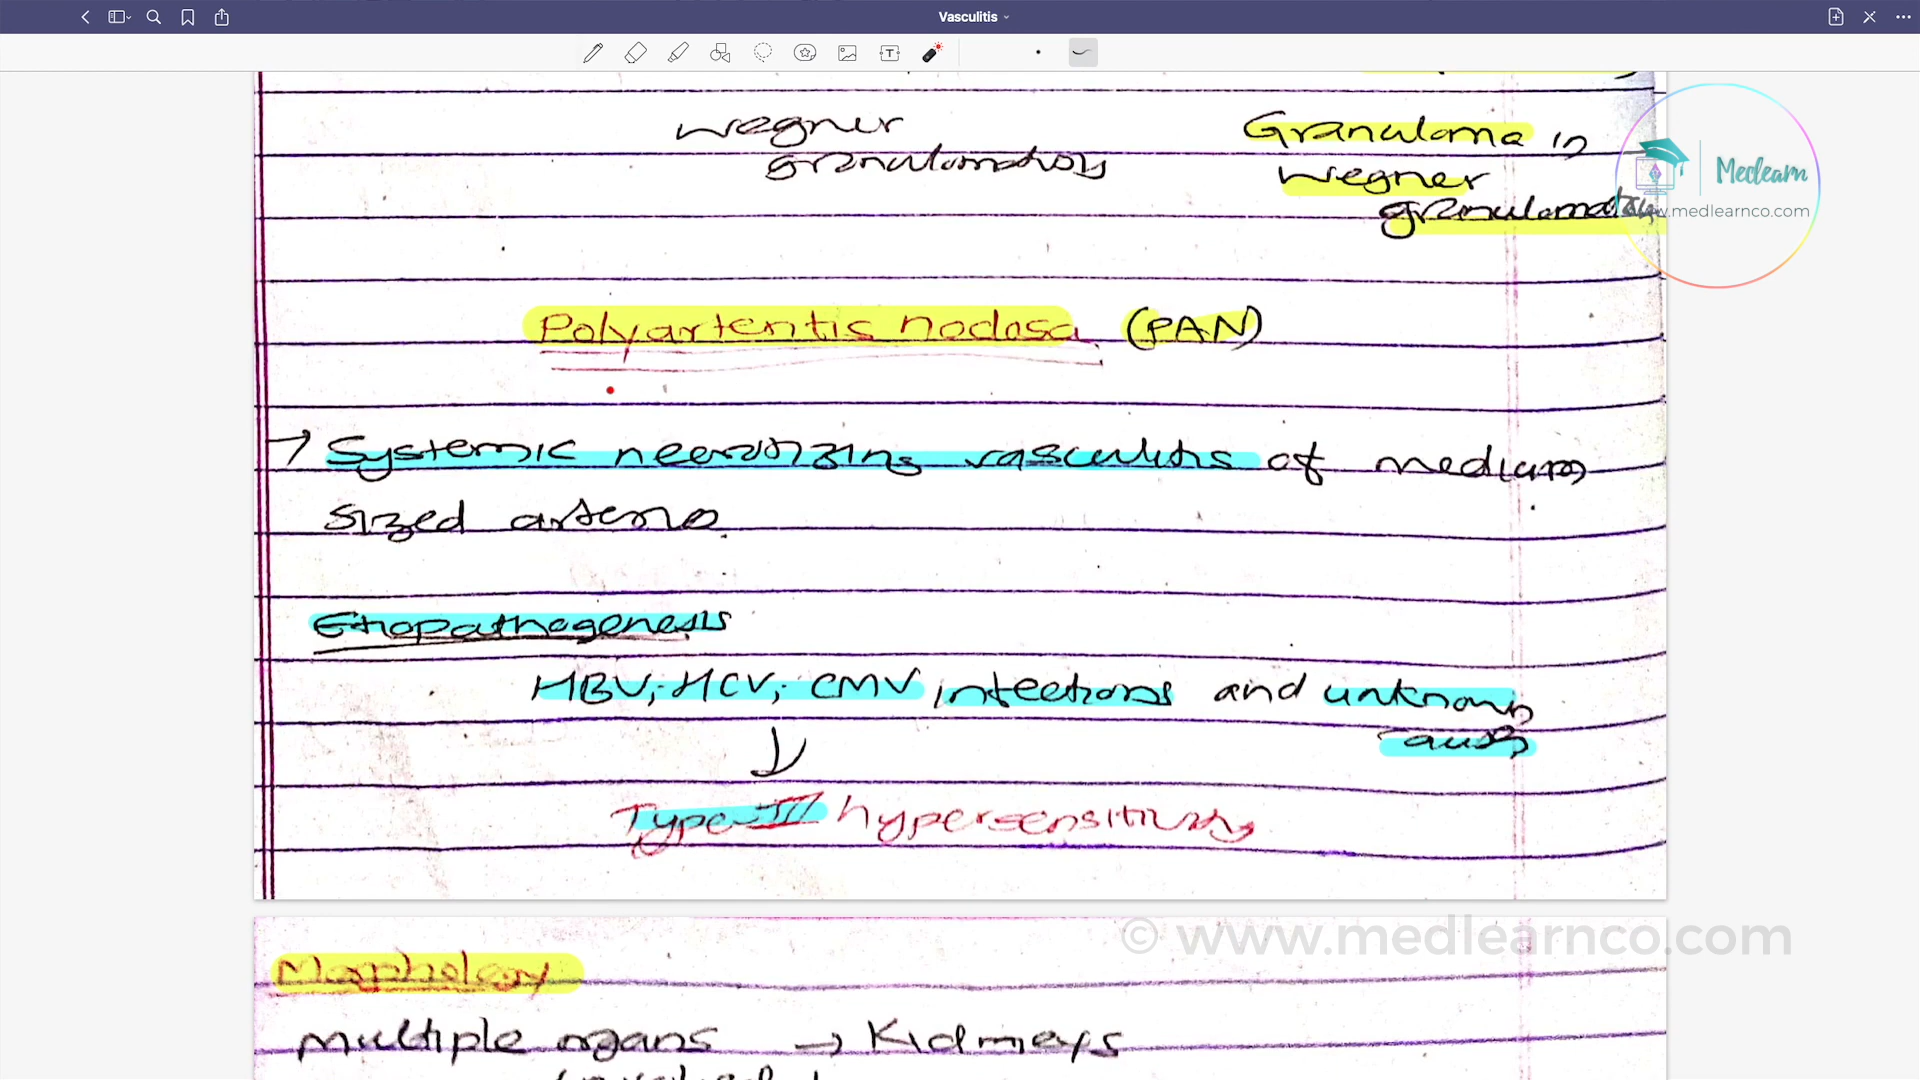 Vasculitis
T
Wegner
granulomatosis
Granuloma in
Wegner
granulomatosis
Medlearn
www.medlearnco.com
Polyarteritis nodosa (PAN)
→ Systemic necrotizing vasculitis of medium
sized arteries
Etiopathogenesis
HBV, HCV, CMV infections and unknown
cause
Type-III hypersensitivity
© www.medlearnco.com
Morphology
Multiple organs → Kidneys
involved